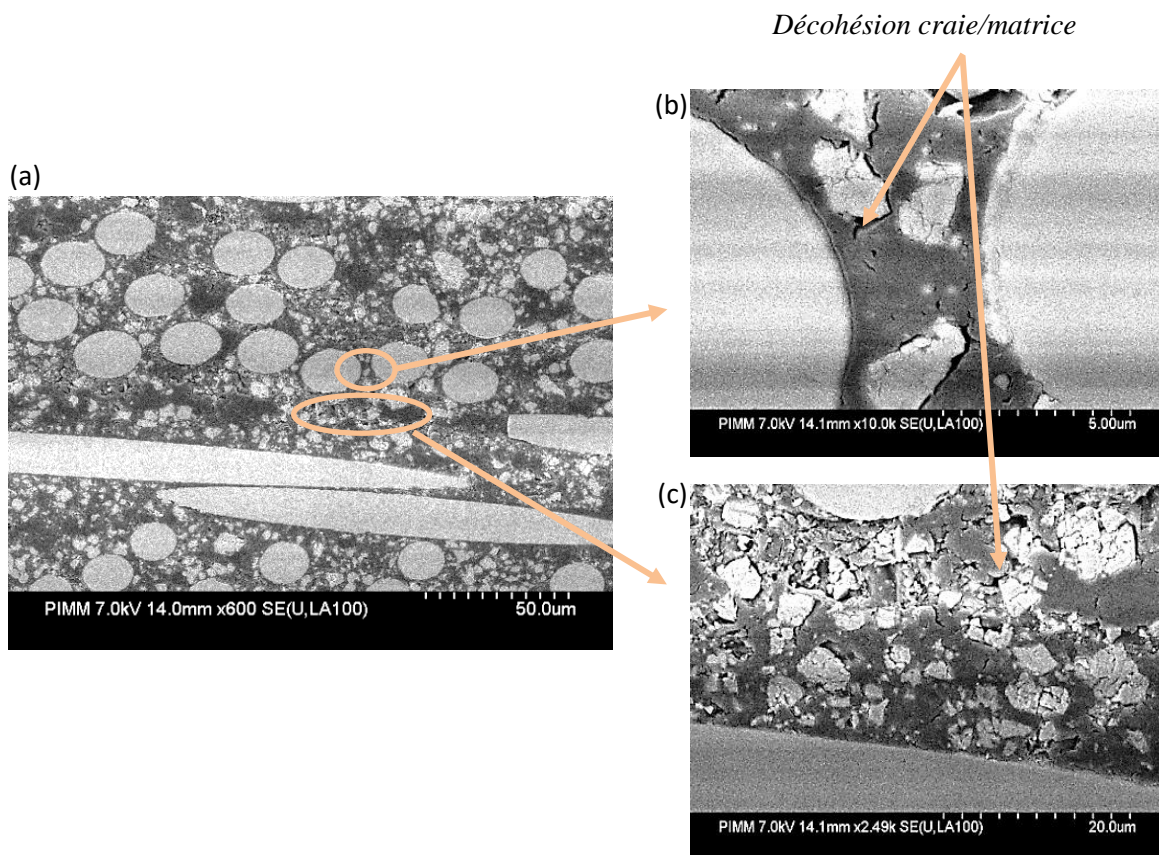 Décohésion craie/matrice
(b)
(a)
PIMM 7.0kV 14.1mm x10.0k SE(U,LA100) 5.00um
(c)
PIMM 7.0kV 14.0mm x600 SE(U,LA100) 50.0um
PIMM 7.0kV 14.1mm x2.49k SE(U,LA100) 20.0um